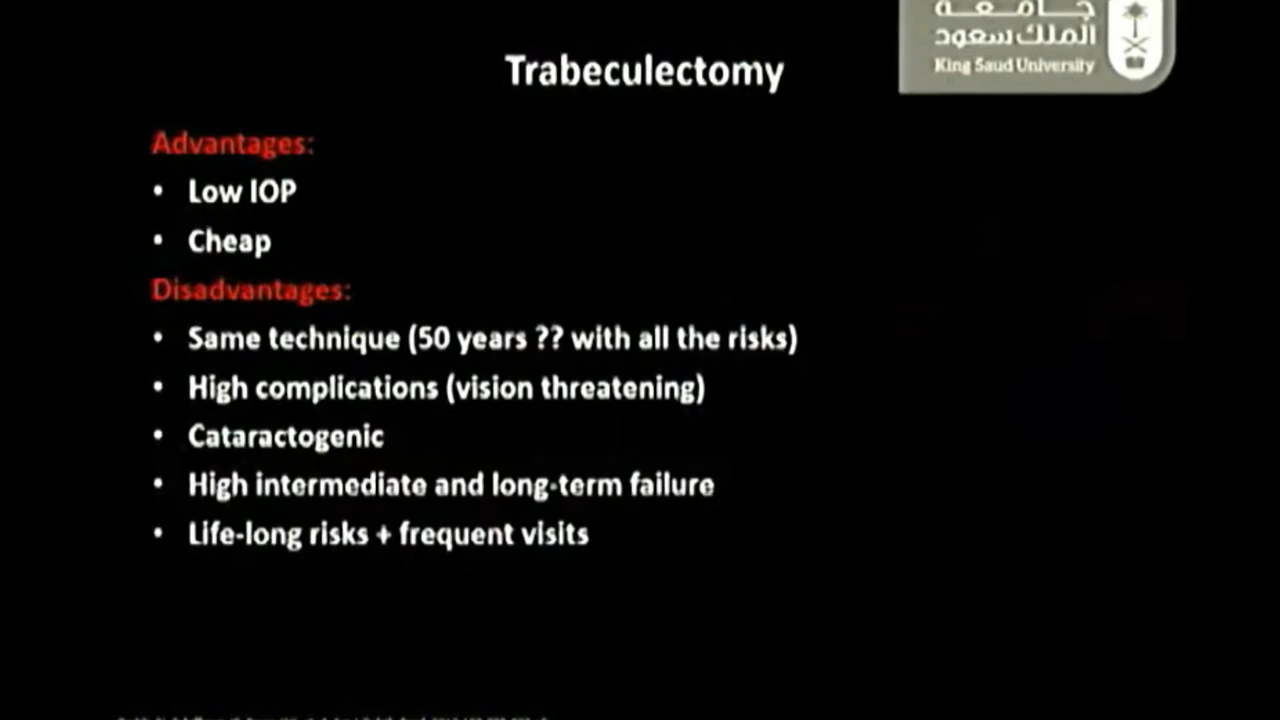 جامعة
الملك سعود
King Saud University
Trabeculectomy
Advantages:
• Low IOP
• Cheap
Disadvantages:
• Same technique (50 years ?? with all the risks)
• High complications (vision threatening)
• Cataractogenic
• High intermediate and long-term failure
• Life-long risks + frequent visits